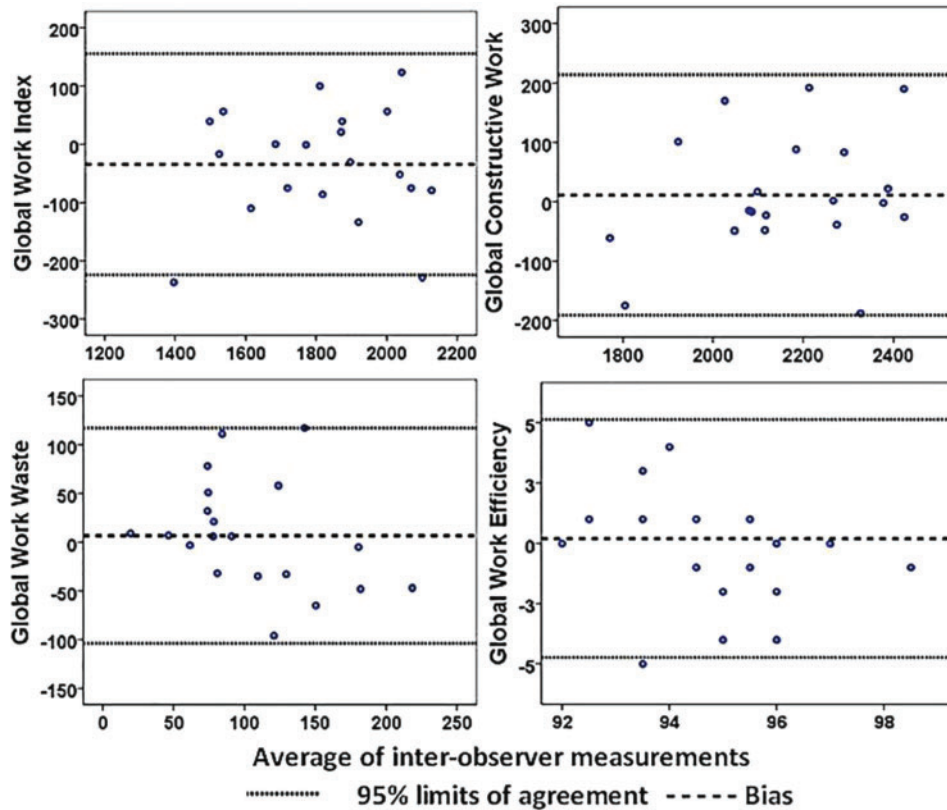 Global Work Index
200
100
0
-100
-200
-300
1200 1400 1600 1800 2000 2200
Global Constructive Work
300
200
100
0
-100
-200
1800 2000 2200 2400
Global Work Waste
150
100
50
0
-50
-100
-150
0 50 100 150 200 250
Global Work Efficiency
5
3
0
-3
-5
92 94 96 98
Average of inter-observer measurements
95% limits of agreement Bias